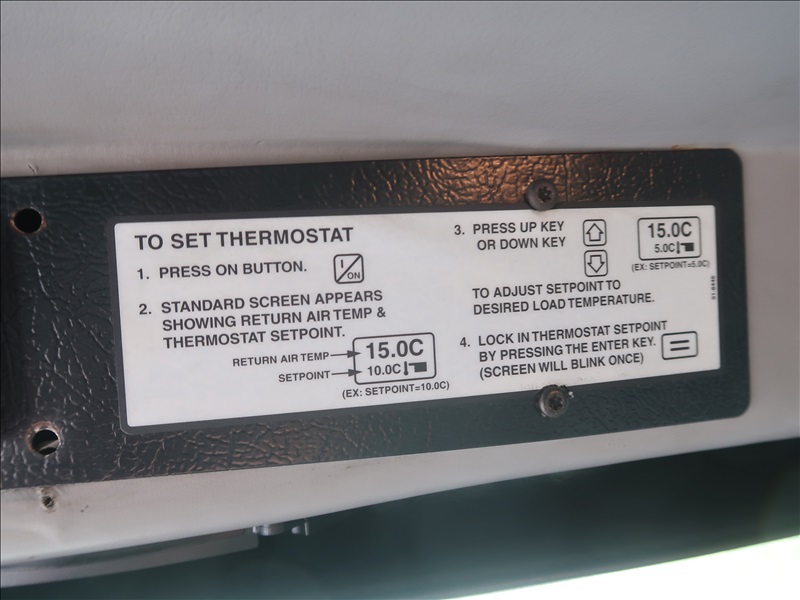 TO SET THERMOSTAT
1. PRESS ON BUTTON.
I/ON
2. STANDARD SCREEN APPEARS
SHOWING RETURN AIR TEMP &
THERMOSTAT SETPOINT.
RETURN AIR TEMP
15.0C
SETPOINT
10.0C
(EX: SETPOINT=10.0C)
3. PRESS UP KEY
OR DOWN KEY
15.0C
5.0C
(EX: SETPOINT=5.0C)
TO ADJUST SETPOINT TO
DESIRED LOAD TEMPERATURE.
4. LOCK IN THERMOSTAT SETPOINT
BY PRESSING THE ENTER KEY.
(SCREEN WILL BLINK ONCE)
=